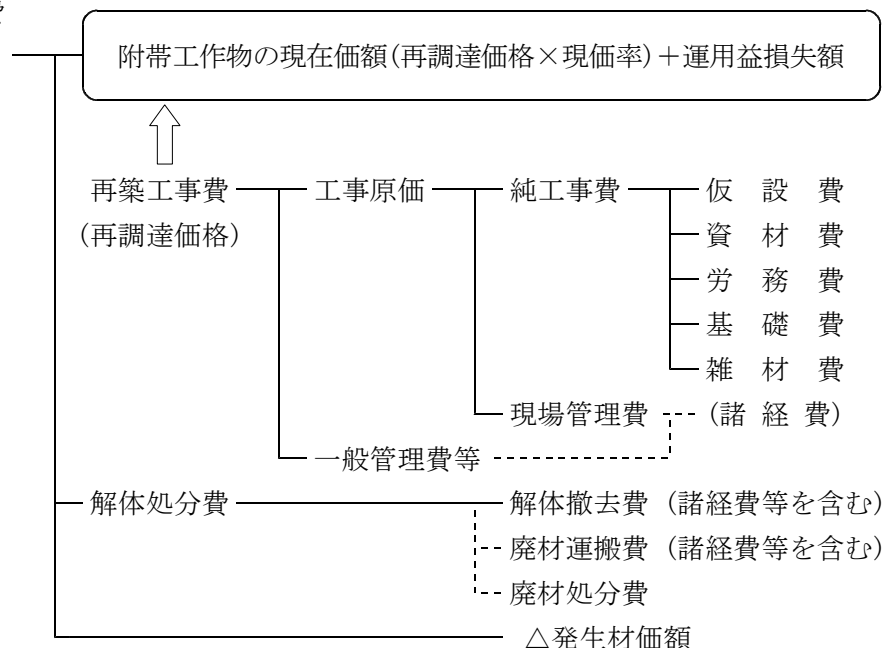 附帯工作物の現在価額(再調達価格×現価率)+運用益損失額
再築工事費 工事原価 純工事費 仮 設 費
(再調達価格) 資 材 費
労 務 費
基 礎 費
雑 材 費
現場管理費 (諸 経 費)
一般管理費等
解体処分費 解体撤去費 (諸経費等を含む)
廃材運搬費 (諸経費等を含む)
廃材処分費
△発生材価額